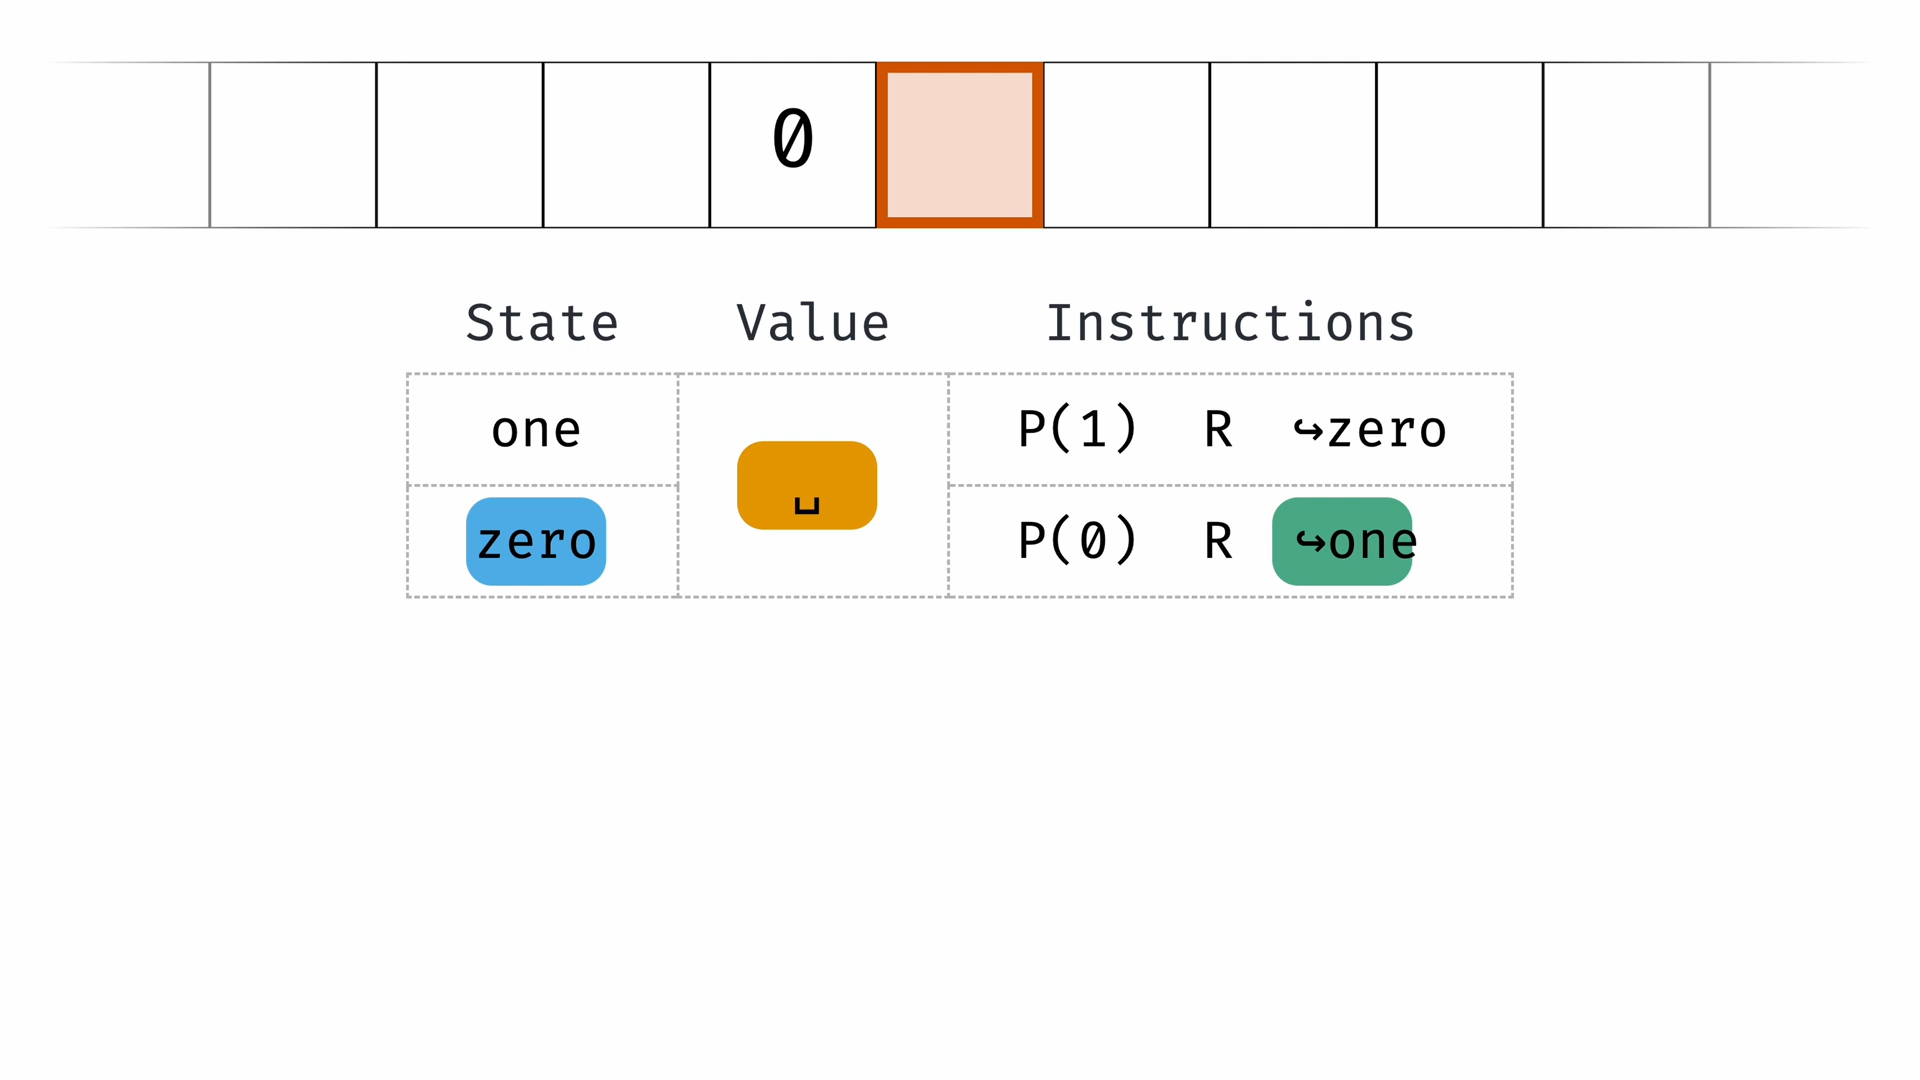 0
State Value Instructions
one P(1) R ↪zero
␣
zero P(0) R ↪one